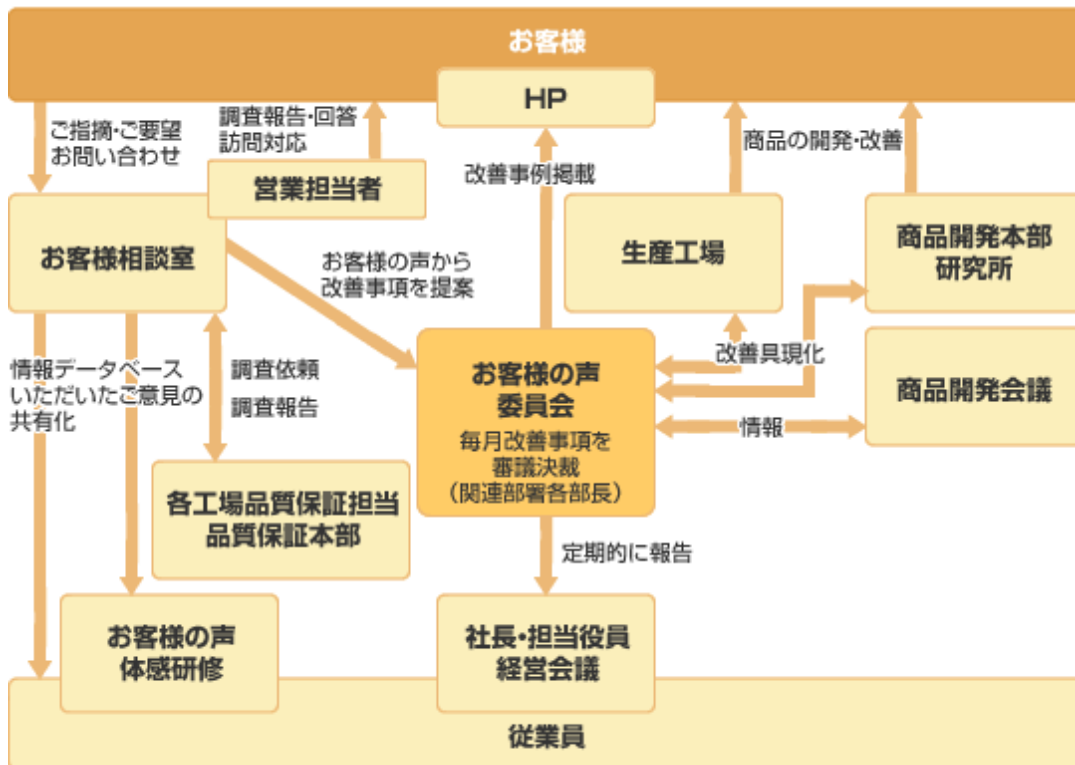 お客様
HP
ご指摘・ご要望
お問い合わせ
調査報告・回答
訪問対応
営業担当者
改善事例掲載
商品の開発・改善
お客様相談室
お客様の声から
改善事項を提案
生産工場
商品開発本部
研究所
情報データベース
いただいたご意見の
共有化
調査依頼
調査報告
お客様の声
委員会
毎月改善事項を
審議決裁
（関連部署各部長）
改善具現化
情報
商品開発会議
各工場品質保証担当
品質保証本部
定期的に報告
お客様の声
体感研修
社長・担当役員
経営会議
従業員